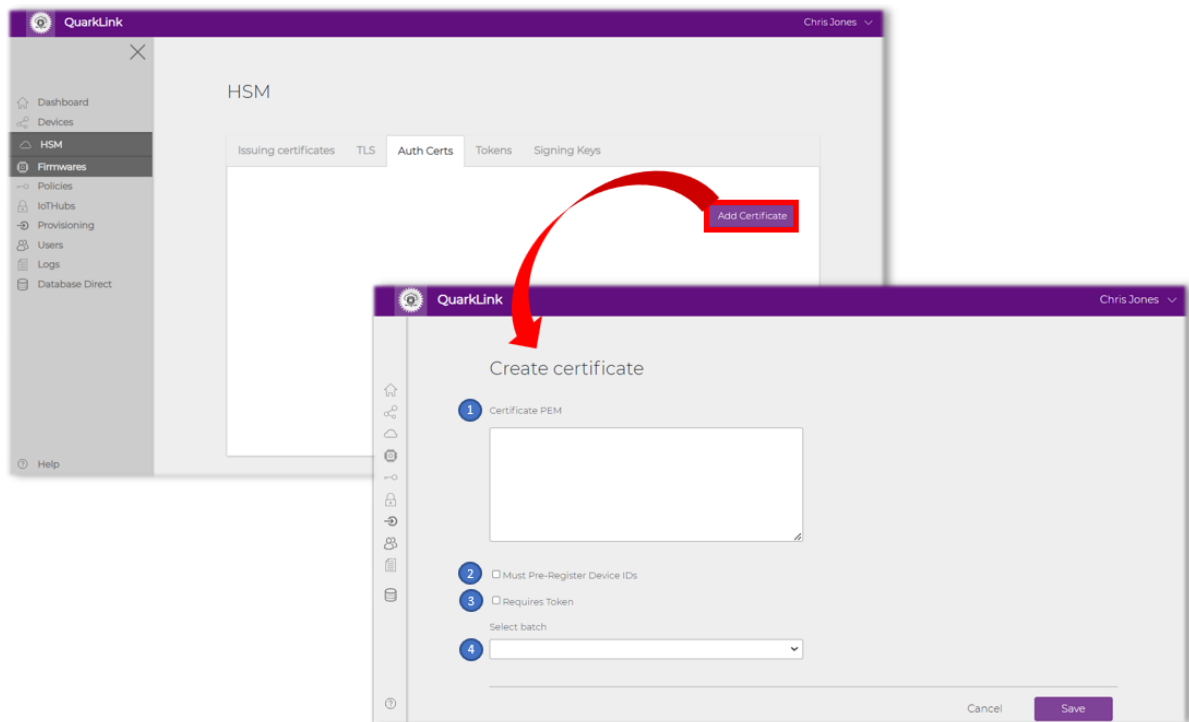 QuarkLink
Chris Jones
HSM
Dashboard
Devices
HSM
Firmwares
Policies
IoTHubs
Provisioning
Users
Logs
Database Direct
Help
Issuing certificates TLS Auth Certs Tokens Signing Keys
Add Certificate
QuarkLink
Chris Jones
Create certificate
1 Certificate PEM
2 Must Pre-Register Device IDs
3 Requires Token
Select batch
4
Cancel Save